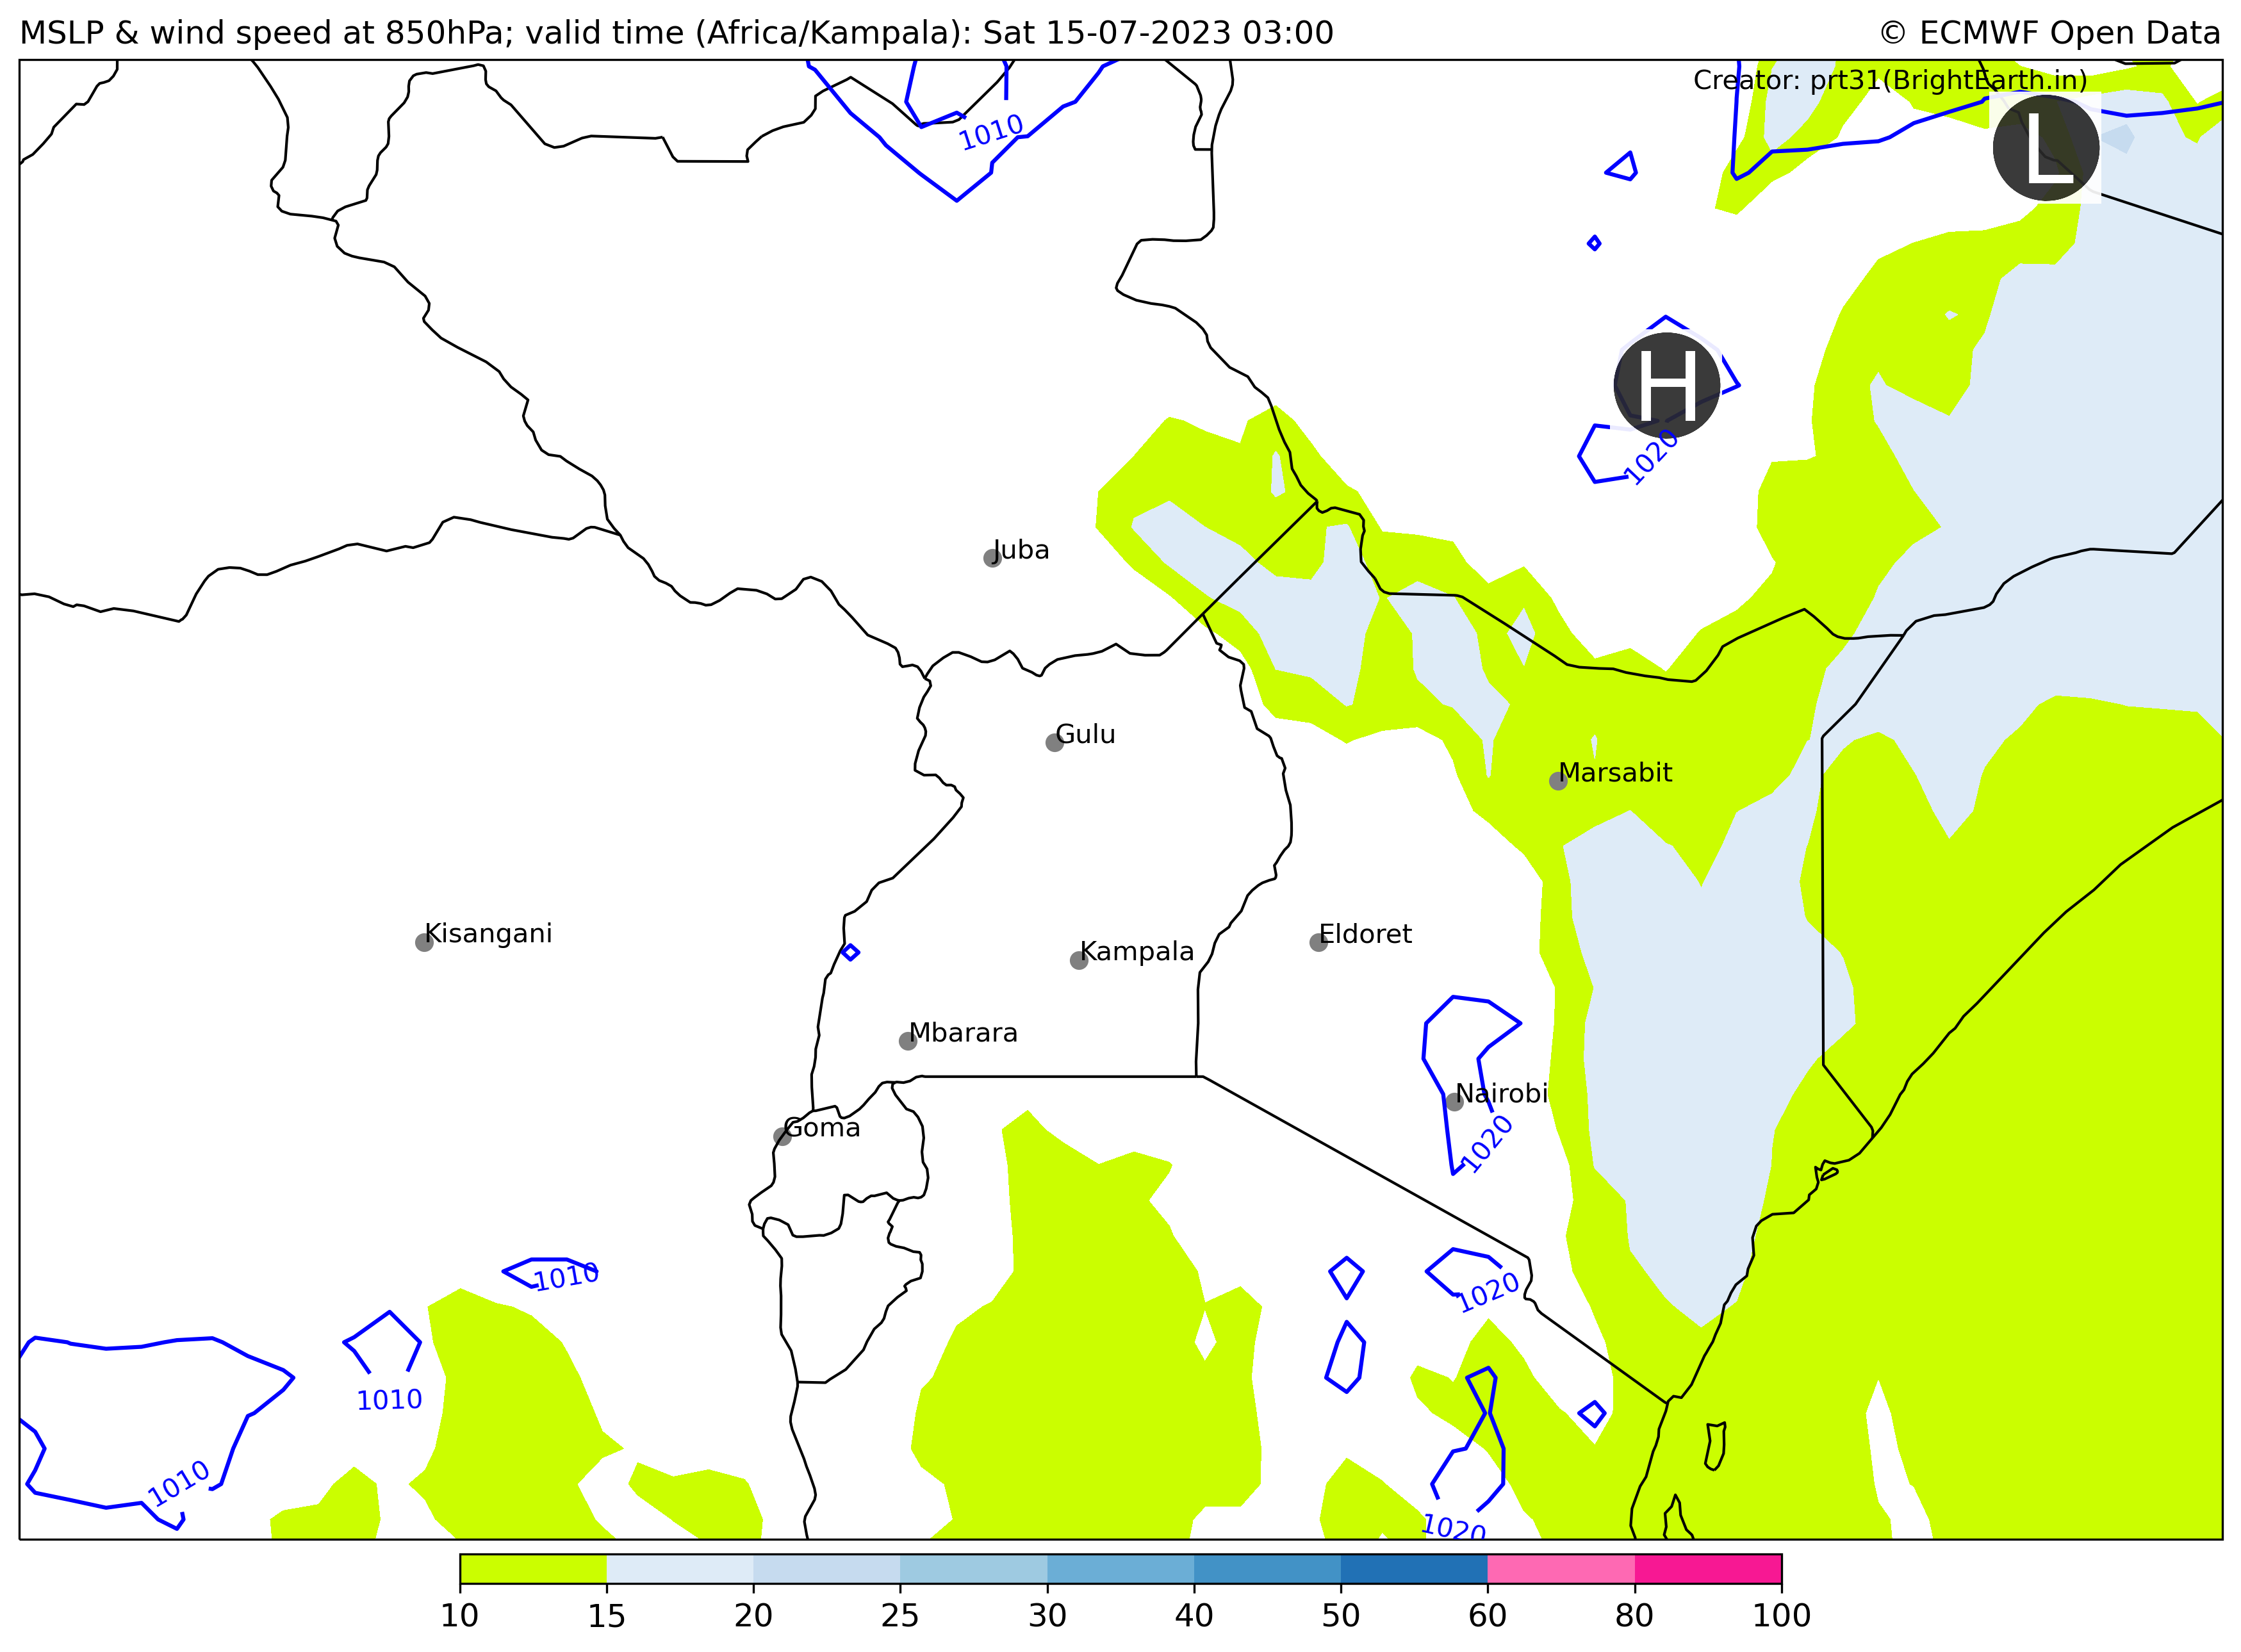 MSLP & wind speed at 850hPa; valid time (Africa/Kampala): Sat 15-07-2023 03:00
© ECMWF Open Data
Creator: prt31(BrightEarth.in)
1010
L
H
1020
Juba
Gulu
Marsabit
Kisangani
Eldoret
Kampala
Mbarara
Nairobi
Goma
1020
1010
1020
1010
1010
1020
10 15 20 25 30 40 50 60 80 100